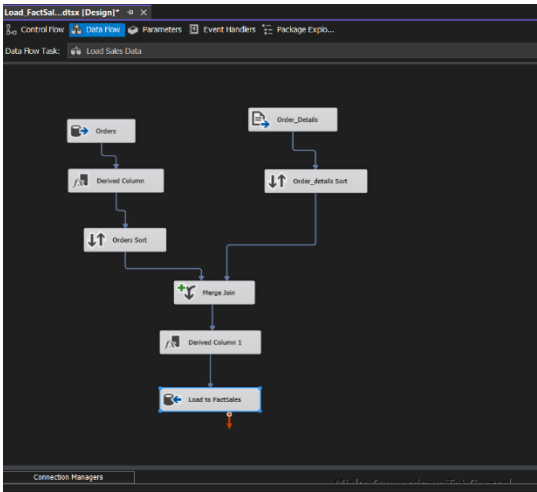 Load_FactSal...dtsx [Design]*
Control Flow Data Flow Parameters Event Handlers Package Explo...
Data Flow Task: Load Sales Data
Orders
Order_Details
Derived Column
Order_details Sort
Orders Sort
Merge Join
Derived Column 1
Load to FactSales
Connection Managers